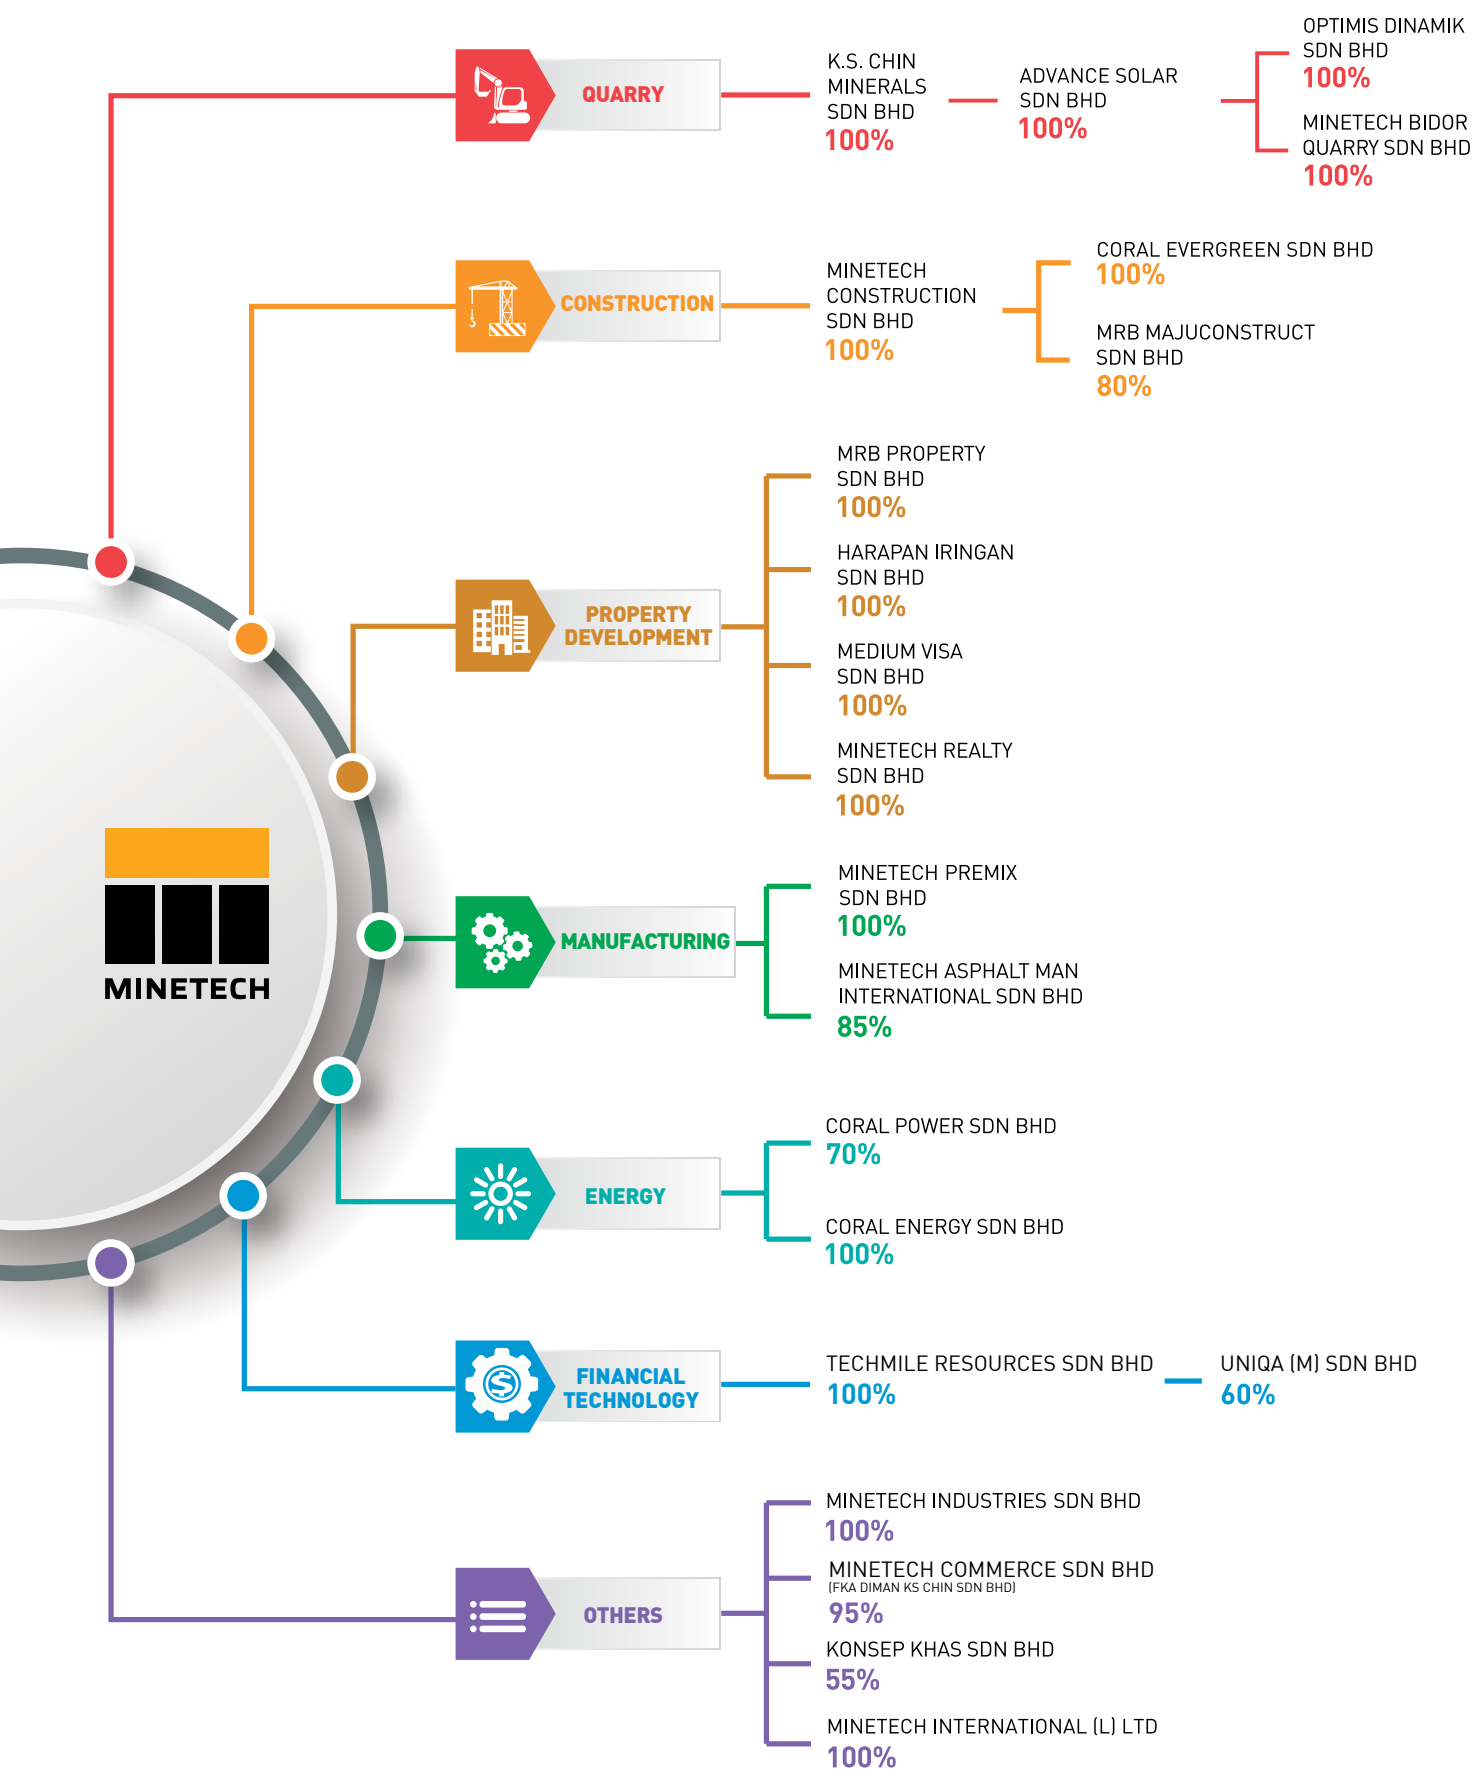 MINETECH
QUARRY
K.S. CHIN
MINERALS
SDN BHD
100%
ADVANCE SOLAR
SDN BHD
100%
OPTIMIS DINAMIK
SDN BHD
100%
MINETECH BIDOR
QUARRY SDN BHD
100%
CONSTRUCTION
MINETECH
CONSTRUCTION
SDN BHD
100%
CORAL EVERGREEN SDN BHD
100%
MRB MAJUCONSTRUCT
SDN BHD
80%
PROPERTY
DEVELOPMENT
MRB PROPERTY
SDN BHD
100%
HARAPAN IRINGAN
SDN BHD
100%
MEDIUM VISA
SDN BHD
100%
MINETECH REALTY
SDN BHD
100%
MANUFACTURING
MINETECH PREMIX
SDN BHD
100%
MINETECH ASPHALT MAN
INTERNATIONAL SDN BHD
85%
ENERGY
CORAL POWER SDN BHD
70%
CORAL ENERGY SDN BHD
100%
FINANCIAL
TECHNOLOGY
TECHMILE RESOURCES SDN BHD
100%
UNIQA (M) SDN BHD
60%
OTHERS
MINETECH INDUSTRIES SDN BHD
100%
MINETECH COMMERCE SDN BHD
(FKA DIMAN KS CHIN SDN BHD)
95%
KONSEP KHAS SDN BHD
55%
MINETECH INTERNATIONAL (L) LTD
100%